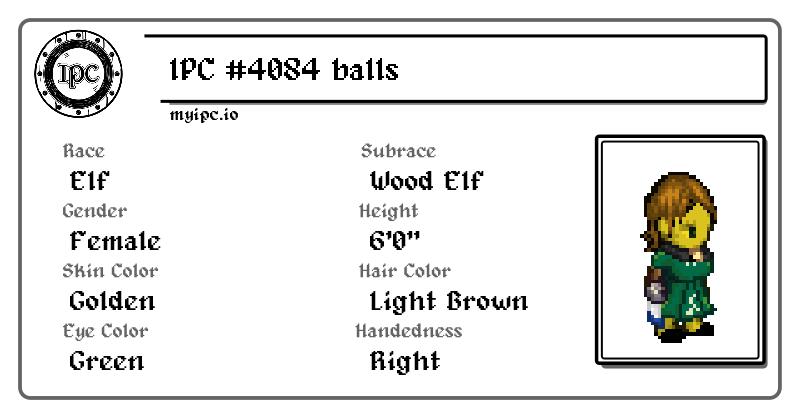 IPC
IPC #4084 balls
myipc.io
Race
Elf
Subrace
Wood Elf
Gender
Female
Height
6'0"
Skin Color
Golden
Hair Color
Light Brown
Eye Color
Green
Handedness
Right